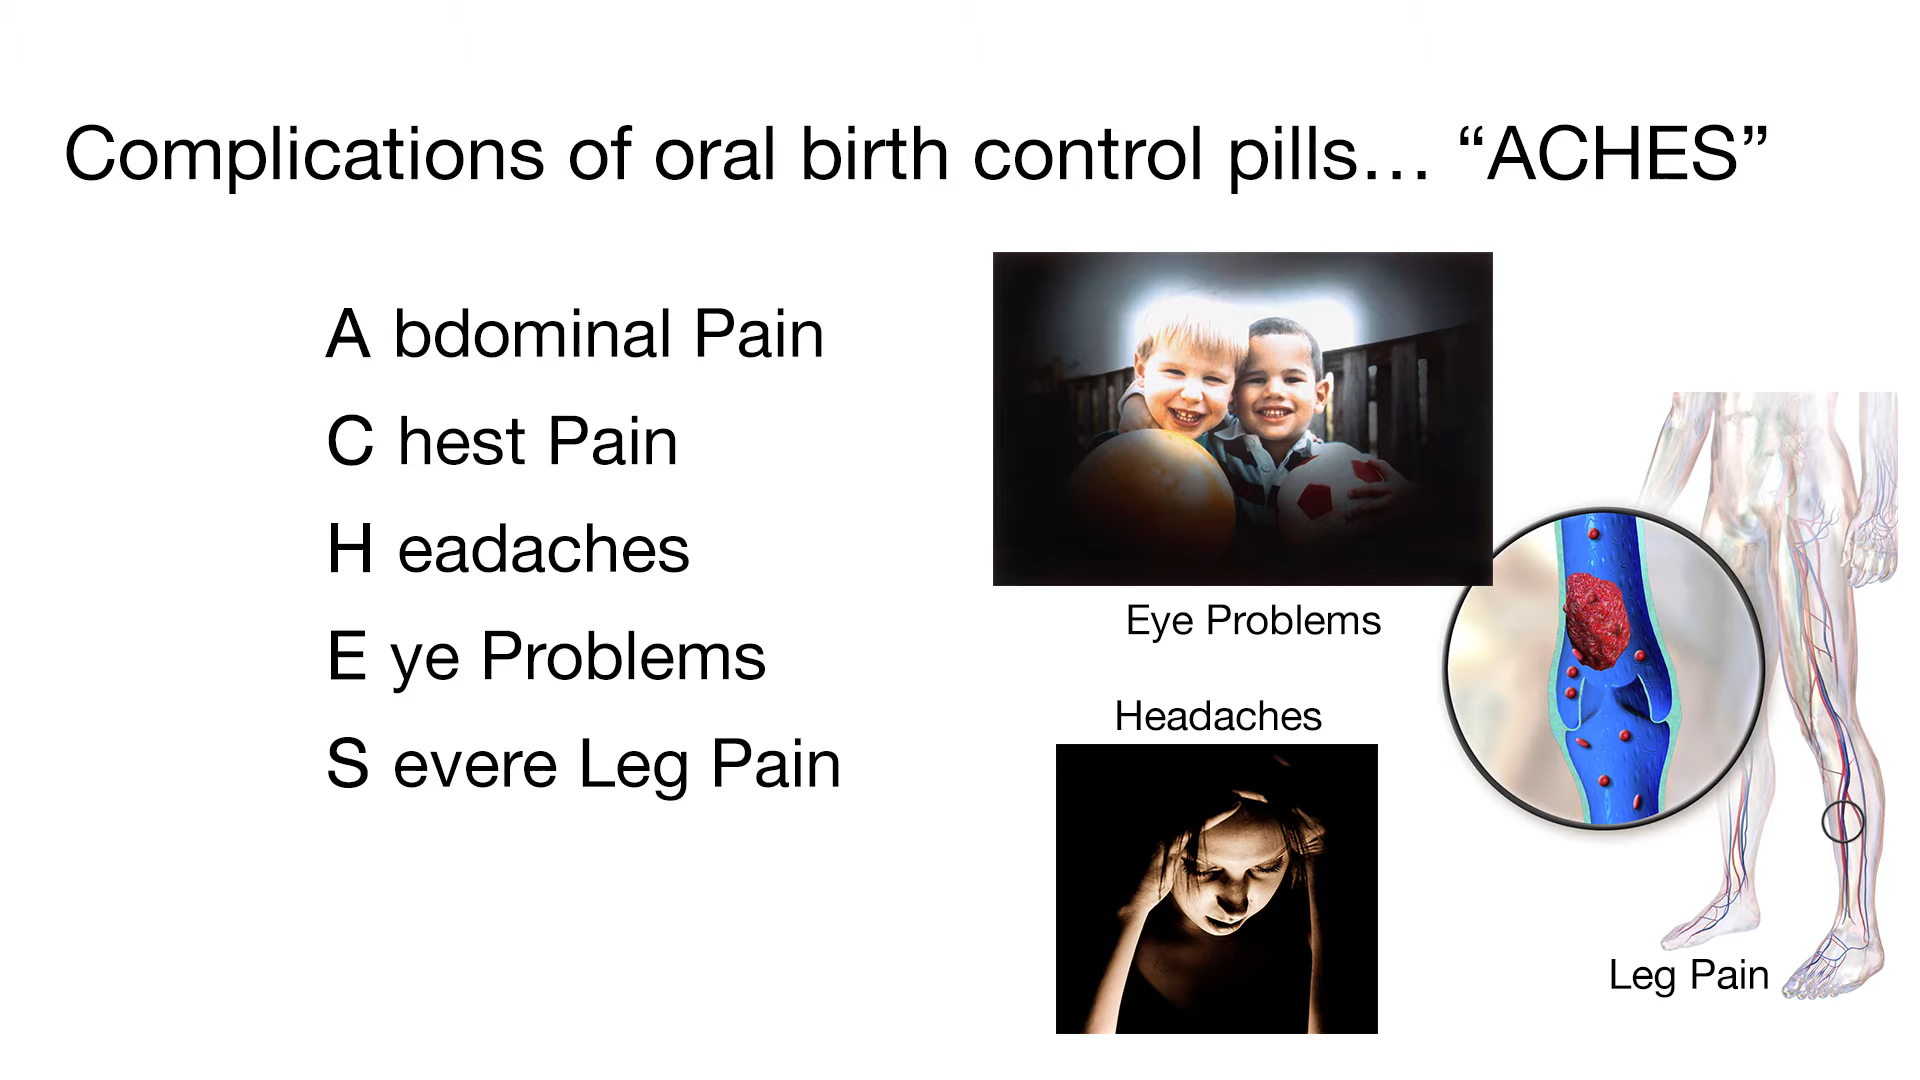 Complications of oral birth control pills… “ACHES”
A bdominal Pain
C hest Pain
H eadaches
E ye Problems
S evere Leg Pain
Eye Problems
Headaches
Leg Pain